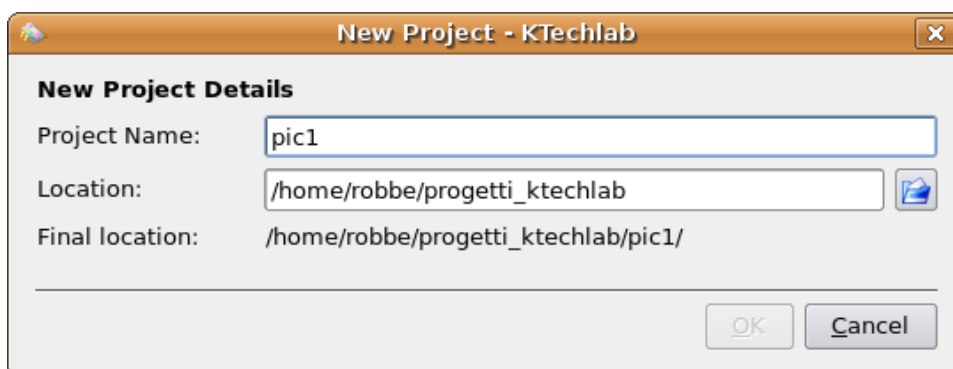 New Project - KTechlab
New Project Details
Project Name: pic1
Location: /home/robbe/progetti_ktechlab
Final location: /home/robbe/progetti_ktechlab/pic1/
OK Cancel